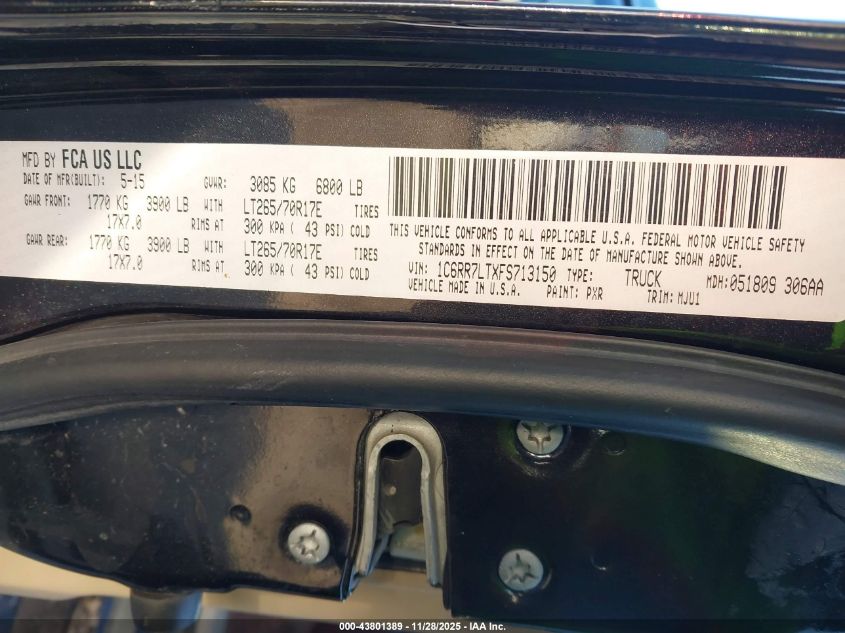 MFD BY FCA US LLC
DATE OF MFR(BUILT): 5-15 GVWR: 3085 KG 6800 LB
GAWR FRONT: 1770 KG 3900 LB WITH LT265/70R17E TIRES
17X7.0 RIMS AT 300 KPA ( 43 PSI) COLD
GAWR REAR: 1770 KG 3900 LB WITH LT265/70R17E TIRES
17X7.0 RIMS AT 300 KPA ( 43 PSI) COLD
THIS VEHICLE CONFORMS TO ALL APPLICABLE U.S.A. FEDERAL MOTOR VEHICLE SAFETY
STANDARDS IN EFFECT ON THE DATE OF MANUFACTURE SHOWN ABOVE.
VIN: 1C6RR7LTXFS713150 TYPE: TRUCK MDH:051809 306AA
VEHICLE MADE IN U.S.A. PAINT: PXR TRIM: MJU1
000-43801389 | 11/28/2025 | IAA Inc.